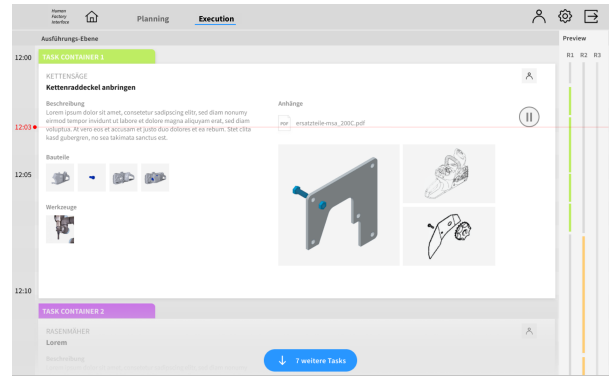 Human
Factory
Interface
Planning
Execution
Ausführungs-Ebene
Preview
R1 R2 R3
12:00
TASK CONTAINER 1
KETTENSÄGE
Kettenraddeckel anbringen
Beschreibung
Lorem ipsum dolor sit amet, consetetur sadipscing elitr, sed diam nonumy
eirmod tempor invidunt ut labore et dolore magna aliquyam erat, sed diam
voluptua. At vero eos et accusam et justo duo dolores et ea rebum. Stet clita
kasd gubergren, no sea takimata sanctus est.
Anhänge
PDF ersatzteile-msa_200C.pdf
12:03
Bauteile
12:05
Werkzeuge
12:10
TASK CONTAINER 2
RASENMÄHER
Lorem
Beschreibung
7 weitere Tasks